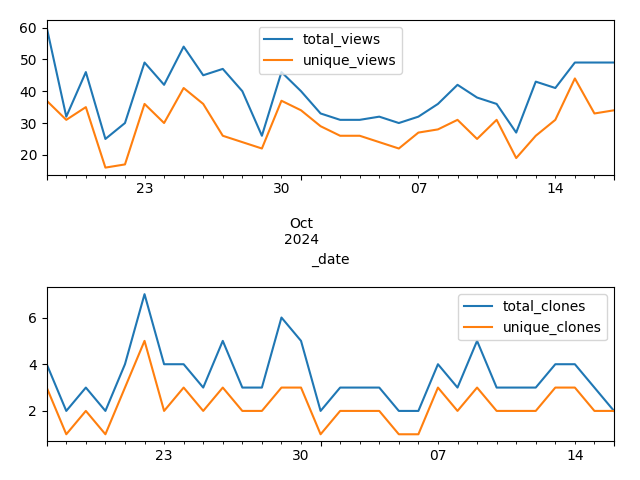 total_views
unique_views
60
50
40
30
20
23
30
07
14
Oct
2024
_date
total_clones
unique_clones
6
4
2
23
30
07
14